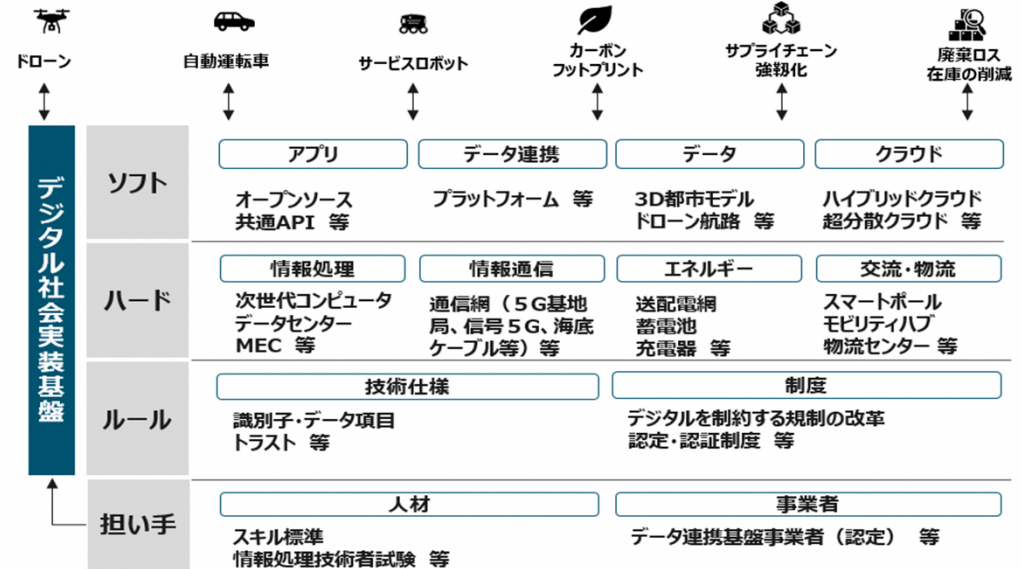 ドローン
自動運転車
サービスロボット
カーボン
フットプリント
サプライチェーン
強靱化
廃棄ロス
在庫の削減
デジタル社会実装基盤
ソフト
アプリ
オープンソース
共通API 等
データ連携
プラットフォーム 等
データ
3D都市モデル
ドローン航路 等
クラウド
ハイブリッドクラウド
超分散クラウド 等
ハード
情報処理
次世代コンピュータ
データセンター
MEC 等
情報通信
通信網(5G基地
局、信号5G、海底
ケーブル等)等
エネルギー
送配電網
蓄電池
充電器 等
交流・物流
スマートポール
モビリティハブ
物流センター 等
ルール
技術仕様
識別子・データ項目
トラスト 等
制度
デジタルを制約する規制の改革
認定・認証制度 等
担い手
人材
スキル標準
情報処理技術者試験 等
事業者
データ連携基盤事業者(認定) 等